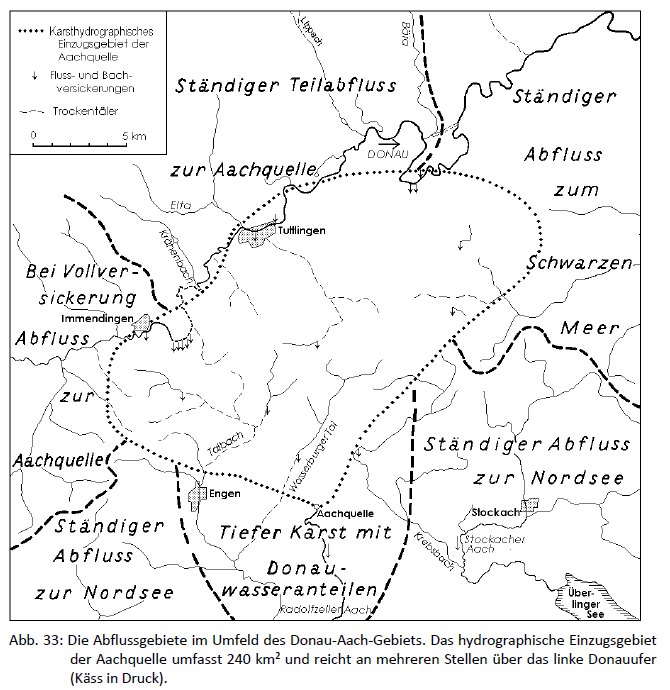 Karsthydrographisches
Einzugsgebiet der
Aachquelle
Fluss- und Bach-
versickerungen
Trockentäler
0 5 km
Lippach
Bära
Ständiger Teilabfluss
zur Aachquelle
DONAU
Ständiger
Abfluss
zum
Schwarzen
Meer
Elta
Krähenbach
Tuttlingen
Bei Vollver-
sickerung
Immendingen
Abfluss
zur
Aachquelle
Talbach
Wasserburger Tal
Engen
Aachquelle
Ständiger Abfluss
zur Nordsee
Stockach
Stockacher
Aach
Krebsbach
Ständiger
Abfluss
zur Nordsee
Tiefer Karst mit
Donau-
wasseranteilen
Radolfzeller Aach
Über-
linger
See
Abb. 33: Die Abflussgebiete im Umfeld des Donau-Aach-Gebiets. Das hydrographische Einzugsgebiet
der Aachquelle umfasst 240 km² und reicht an mehreren Stellen über das linke Donauufer
(Käss in Druck).